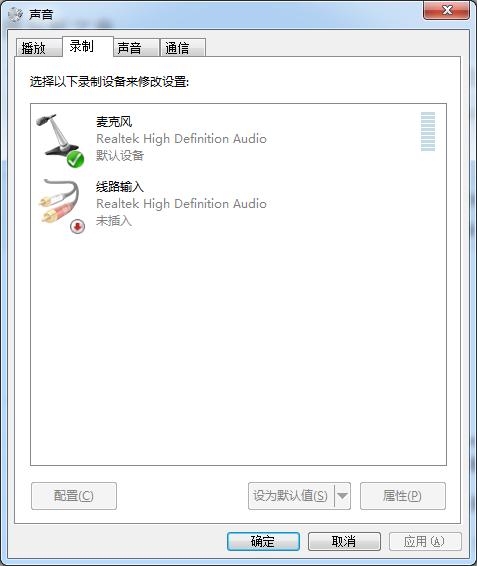 声音
播放 录制 声音 通信
选择以下录制设备来修改设置:
麦克风
Realtek High Definition Audio
默认设备
线路输入
Realtek High Definition Audio
未插入
配置(C) 设为默认值(S) 属性(P)
确定 取消 应用(A)